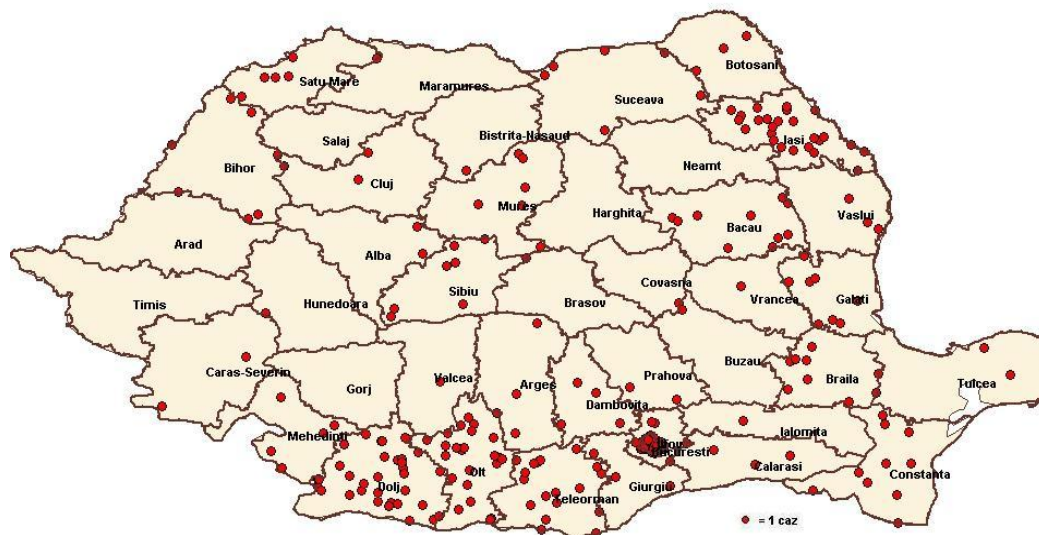 Botosani
Satu Mare
Maramures
Suceava
Salaj
Bistrita-Nasaud
Iasi
Bihor
Cluj
Neamt
Mures
Harghita
Vaslui
Bacau
Arad
Alba
Covasna
Sibiu
Timis
Hunedoara
Brasov
Vrancea
Galati
Buzau
Caras-Severin
Gorj
Valcea
Arges
Prahova
Braila
Tulcea
Dambovita
Mehedinti
Ialomita
Ilfov
Bucuresti
Calarasi
Constanta
Olt
Dolj
Giurgiu
Teleorman
= 1 caz